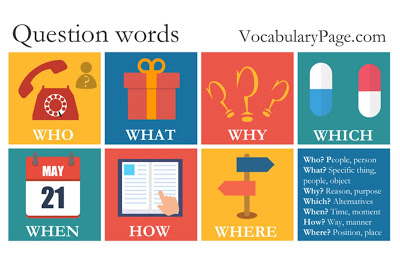 Question words
VocabularyPage.com
WHO
WHAT
WHY
WHICH
MAY
21
WHEN
HOW
WHERE
Who? People, person
What? Specific thing,
people, object
Why? Reason, purpose
Which? Alternatives
When? Time, moment
How? Way, manner
Where? Position, place